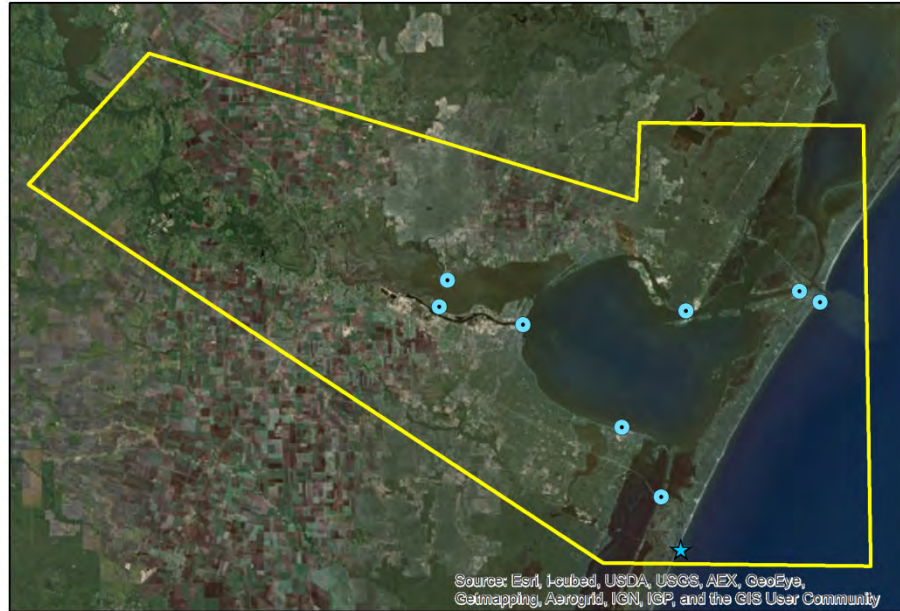 Source: Esri, i-cubed, USDA, USGS, AEX, GeoEye,
Getmapping, Aerogrid, IGN, IGP, and the GIS User Community